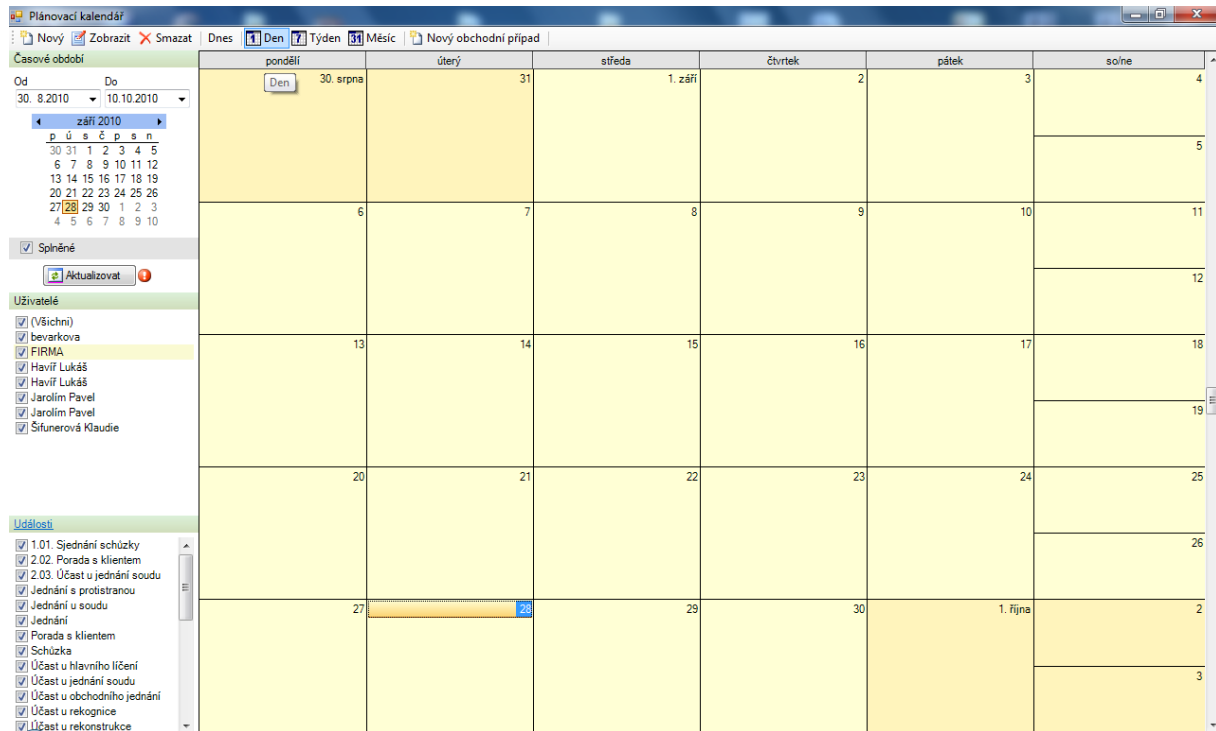 Plánovací kalendář
Nový Zobrazit Smazat Dnes 1 Den 7 Týden 31 Měsíc Nový obchodní případ
Časové období
Od Do
30. 8.2010 10.10.2010
září 2010
p ú s č p s n
30 31 1 2 3 4 5
6 7 8 9 10 11 12
13 14 15 16 17 18 19
20 21 22 23 24 25 26
27 28 29 30 1 2 3
4 5 6 7 8 9 10
Splněné
Aktualizovat
Uživatelé
(Všichni)
bevarkova
FIRMA
Havíř Lukáš
Havíř Lukáš
Jarolím Pavel
Jarolím Pavel
Šifunerová Klaudie
Události
1.01. Sjednání schůzky
2.02. Porada s klientem
2.03. Účast u jednání soudu
Jednání s protistranou
Jednání u soudu
Jednání
Porada s klientem
Schůzka
Účast u hlavního líčení
Účast u jednání soudu
Účast u obchodního jednání
Účast u rekognice
Účast u rekonstrukce
pondělí úterý středa čtvrtek pátek so/ne
Den
30. srpna 31 1. září 2 3 4
5
6 7 8 9 10 11
12
13 14 15 16 17 18
19
20 21 22 23 24 25
26
27 28 29 30 1. října 2
3